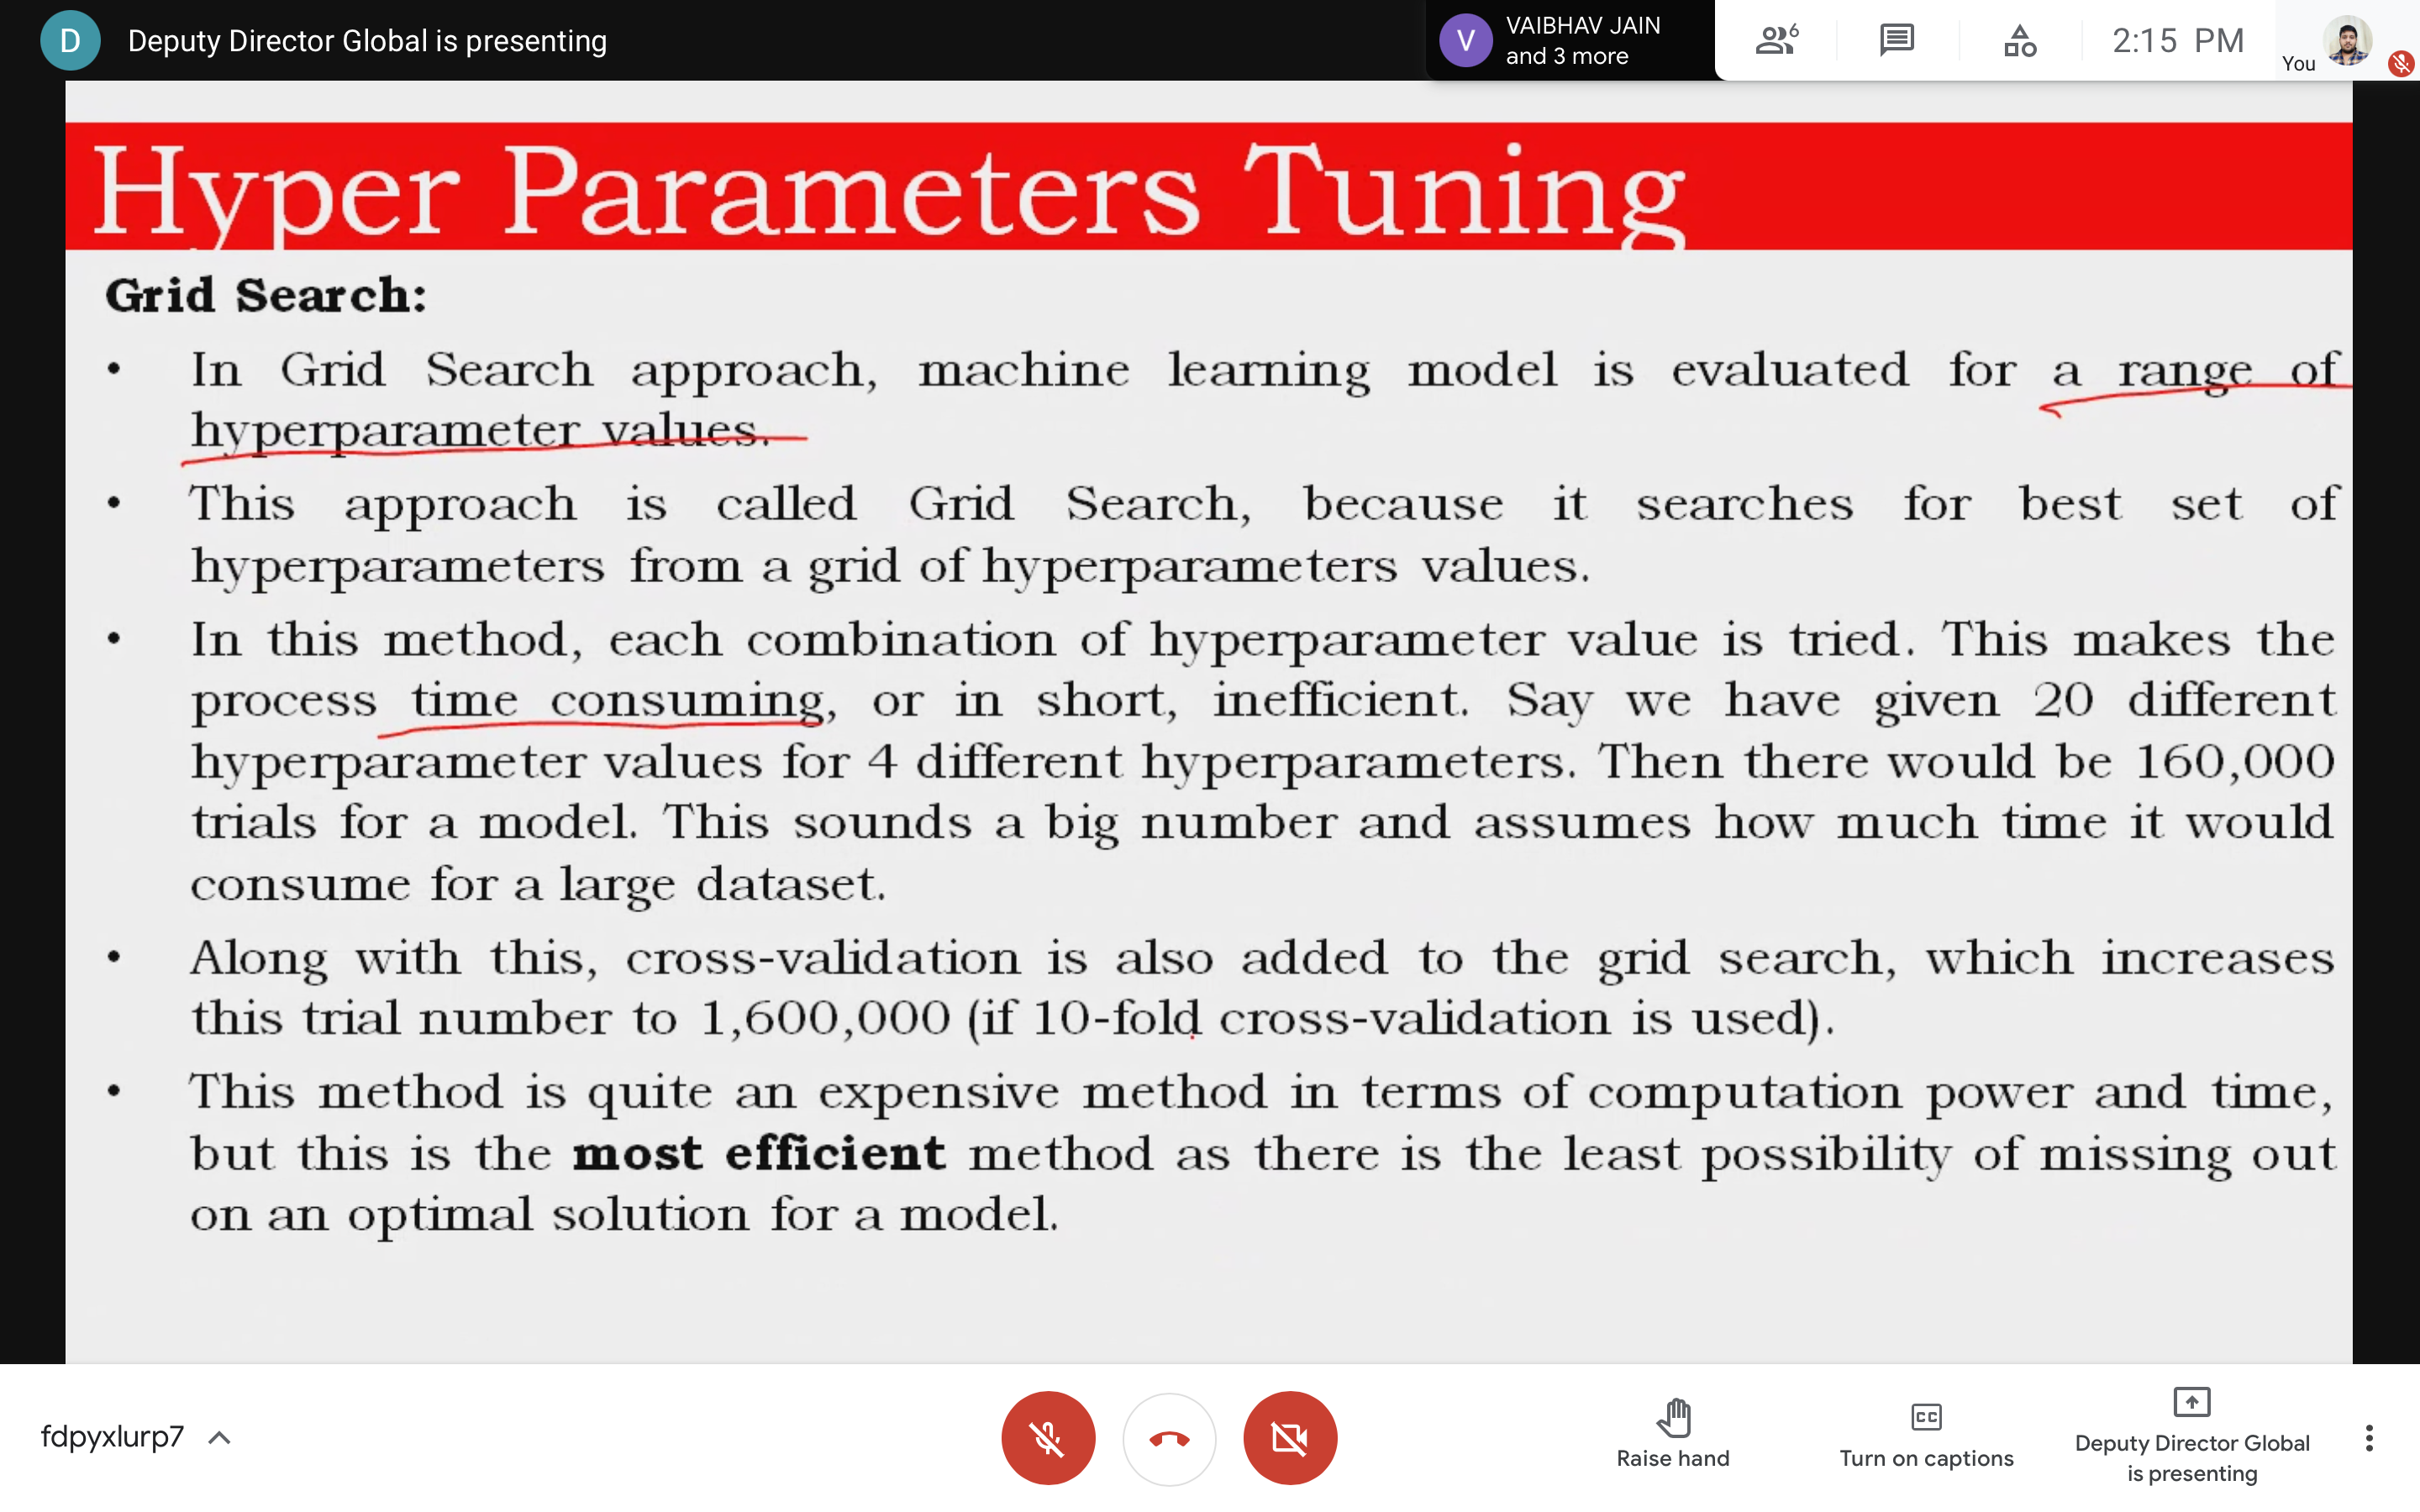 D
Deputy Director Global is presenting
V
VAIBHAV JAIN
and 3 more
6
2:15 PM
You
Hyper Parameters Tuning
Grid Search:
• In Grid Search approach, machine learning model is evaluated for a range of
hyperparameter values.
• This approach is called Grid Search, because it searches for best set of
hyperparameters from a grid of hyperparameters values.
• In this method, each combination of hyperparameter value is tried. This makes the
process time consuming, or in short, inefficient. Say we have given 20 different
hyperparameter values for 4 different hyperparameters. Then there would be 160,000
trials for a model. This sounds a big number and assumes how much time it would
consume for a large dataset.
• Along with this, cross-validation is also added to the grid search, which increases
this trial number to 1,600,000 (if 10-fold cross-validation is used).
• This method is quite an expensive method in terms of computation power and time,
but this is the most efficient method as there is the least possibility of missing out
on an optimal solution for a model.
fdpyxlurp7
Raise hand
CC
Turn on captions
Deputy Director Global
is presenting